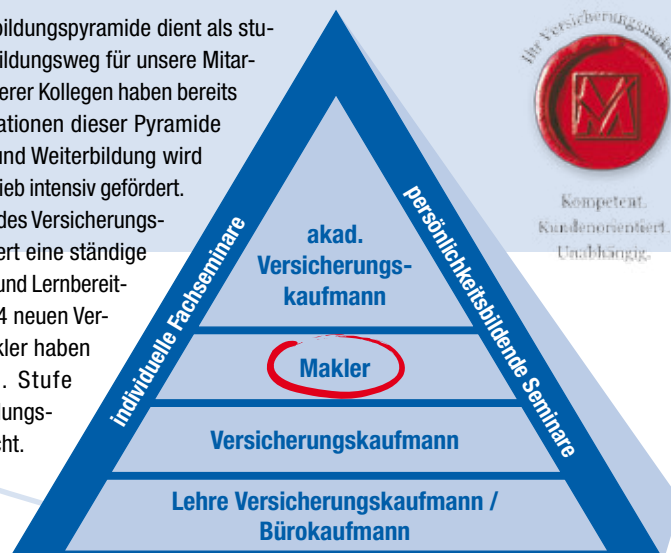 bildungspyramide dient als stu-
ildungsweg für unsere Mitar-
erer Kollegen haben bereits
ationen dieser Pyramide
und Weiterbildung wird
ieb intensiv gefördert.
des Versicherungs-
ert eine ständige
und Lernbereit-
4 neuen Ver-
kler haben
. Stufe
dungs-
ht.
individuelle Fachseminare
persönlichkeitsbildende Seminare
akad.
Versicherungs-
kaufmann
Makler
Versicherungskaufmann
Lehre Versicherungskaufmann /
Bürokaufmann
Ihr Versicherungsmakler
Kompetent.
Kundenorientiert.
Unabhängig.